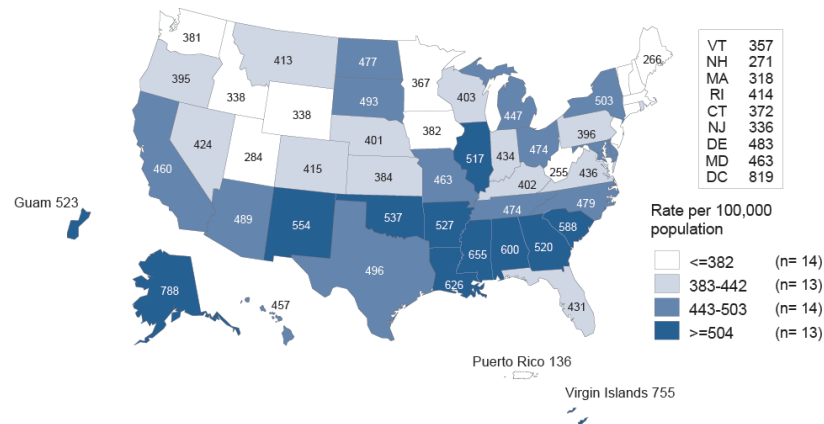 381
413
477
367
266
395
338
338
493
403
447
503
424
284
415
401
382
517
434
474
396
255
436
460
384
463
402
479
489
554
537
527
474
588
496
626
655
600
520
431
788
457
Guam 523
Puerto Rico 136
Virgin Islands 755
VT 357
NH 271
MA 318
RI 414
CT 372
NJ 336
DE 483
MD 463
DC 819
Rate per 100,000
population
<=382 (n= 14)
383-442 (n= 13)
443-503 (n= 14)
>=504 (n= 13)